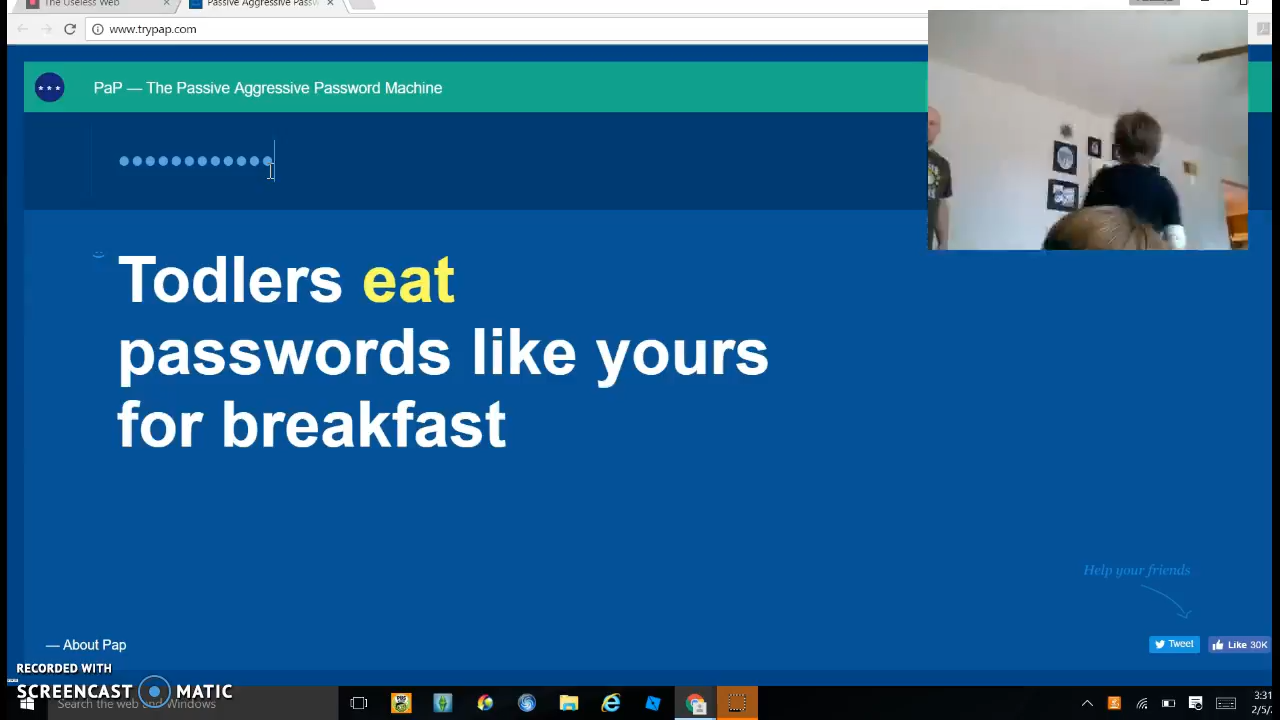 The Useless Web
Passive Aggressive Passw
www.trypap.com
PaP — The Passive Aggressive Password Machine
Todlers eat
passwords like yours
for breakfast
Help your friends
— About Pap
Tweet
Like 30K
RECORDED WITH
SCREENCAST MATIC
Search the web and Windows
3:31
2/5/